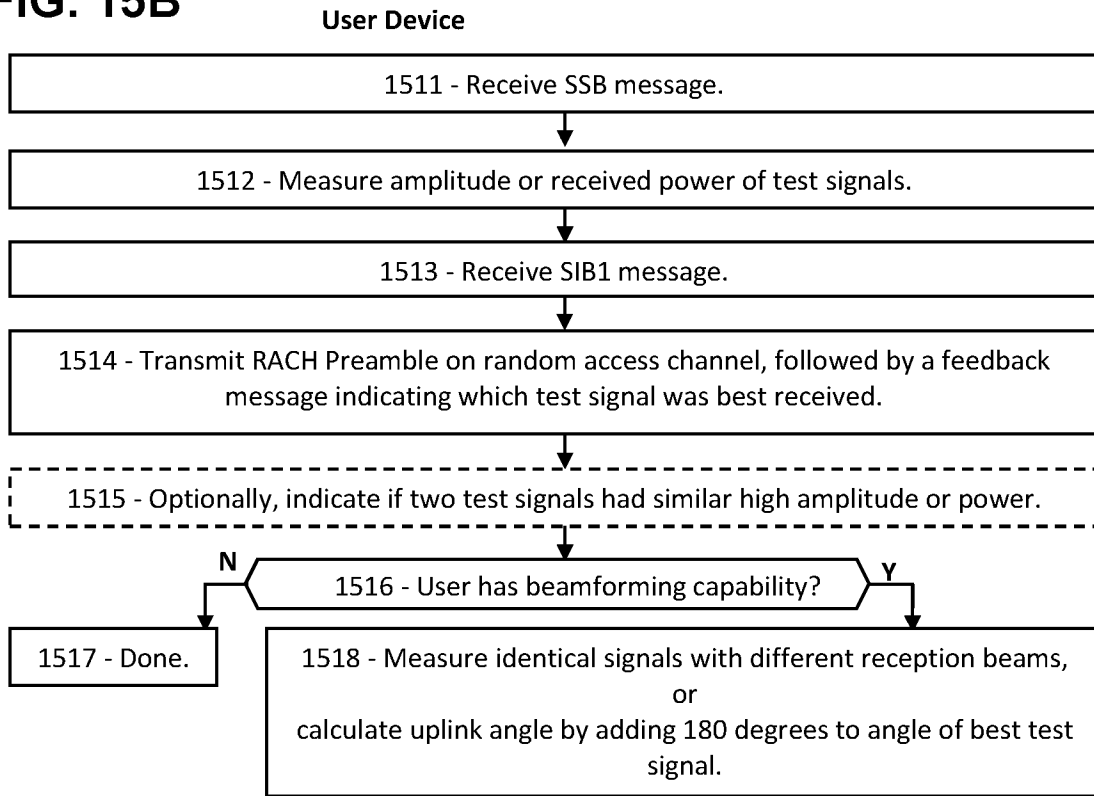 FIG. 15B
User Device
1511 - Receive SSB message.
1512 - Measure amplitude or received power of test signals.
1513 - Receive SIB1 message.
1514 - Transmit RACH Preamble on random access channel, followed by a feedback
message indicating which test signal was best received.
1515 - Optionally, indicate if two test signals had similar high amplitude or power.
N
1516 - User has beamforming capability?
Y
1517 - Done.
1518 - Measure identical signals with different reception beams,
or
calculate uplink angle by adding 180 degrees to angle of best test
signal.